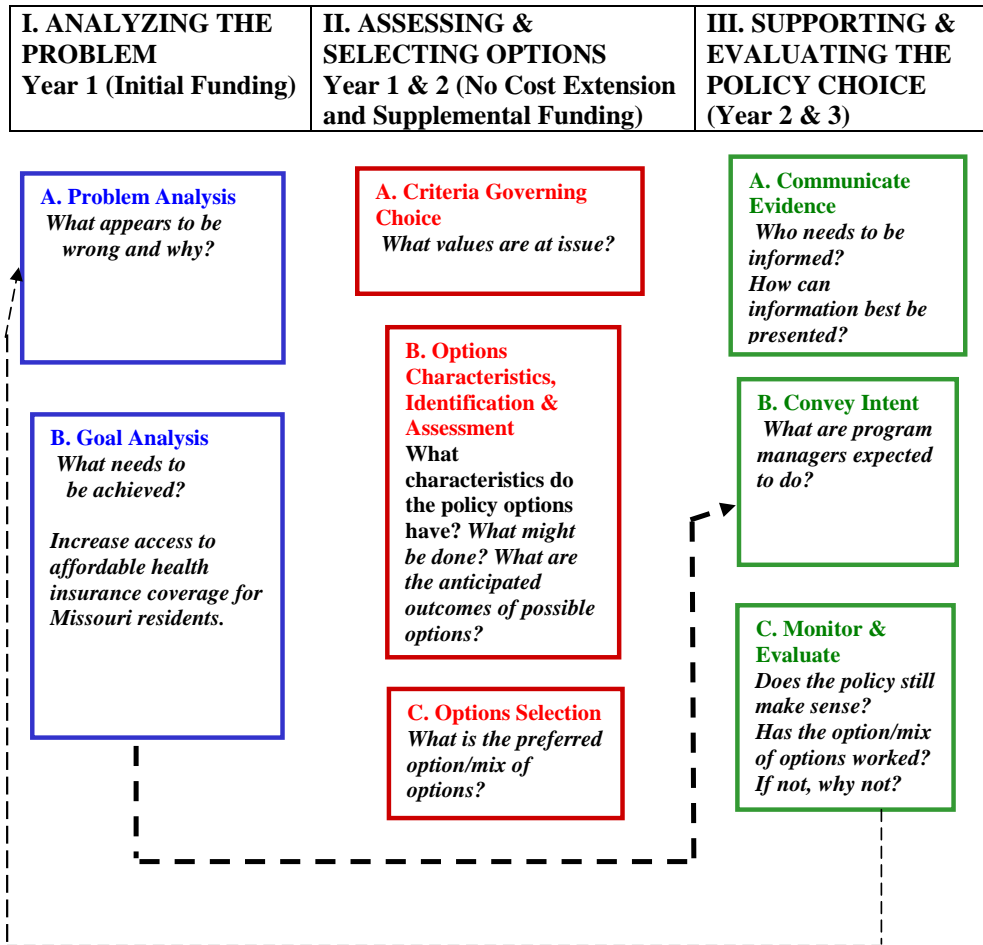 I. ANALYZING THE
PROBLEM
Year 1 (Initial Funding)
II. ASSESSING &
SELECTING OPTIONS
Year 1 & 2 (No Cost Extension
and Supplemental Funding)
III. SUPPORTING &
EVALUATING THE
POLICY CHOICE
(Year 2 & 3)
A. Problem Analysis
What appears to be
wrong and why?
B. Goal Analysis
What needs to
be achieved?
Increase access to
affordable health
insurance coverage for
Missouri residents.
A. Criteria Governing
Choice
What values are at issue?
B. Options
Characteristics,
Identification &
Assessment
What
characteristics do
the policy options
have? What might
be done? What are
the anticipated
outcomes of possible
options?
C. Options Selection
What is the preferred
option/mix of
options?
A. Communicate
Evidence
Who needs to be
informed?
How can
information best be
presented?
B. Convey Intent
What are program
managers expected
to do?
C. Monitor &
Evaluate
Does the policy still
make sense?
Has the option/mix
of options worked?
If not, why not?